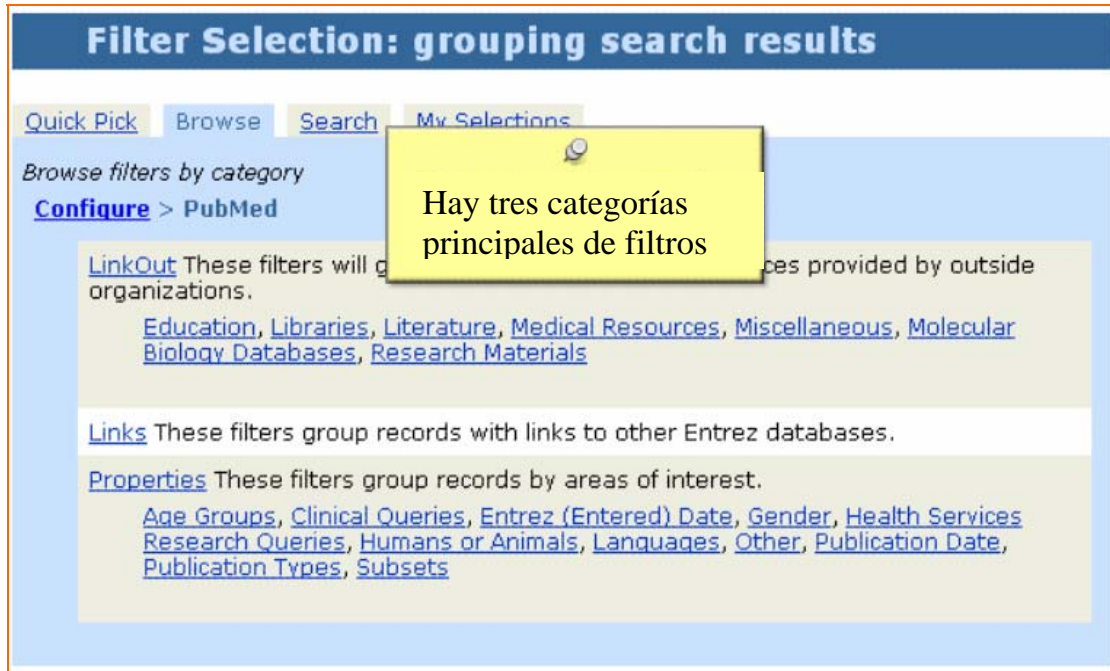 Filter Selection: grouping search results
Quick Pick Browse Search My Selections
Browse filters by category
Configure > PubMed
Hay tres categorías
principales de filtros
LinkOut These filters will ces provided by outside
organizations.
Education, Libraries, Literature, Medical Resources, Miscellaneous, Molecular
Biology Databases, Research Materials
Links These filters group records with links to other Entrez databases.
Properties These filters group records by areas of interest.
Age Groups, Clinical Queries, Entrez (Entered) Date, Gender, Health Services
Research Queries, Humans or Animals, Languages, Other, Publication Date,
Publication Types, Subsets